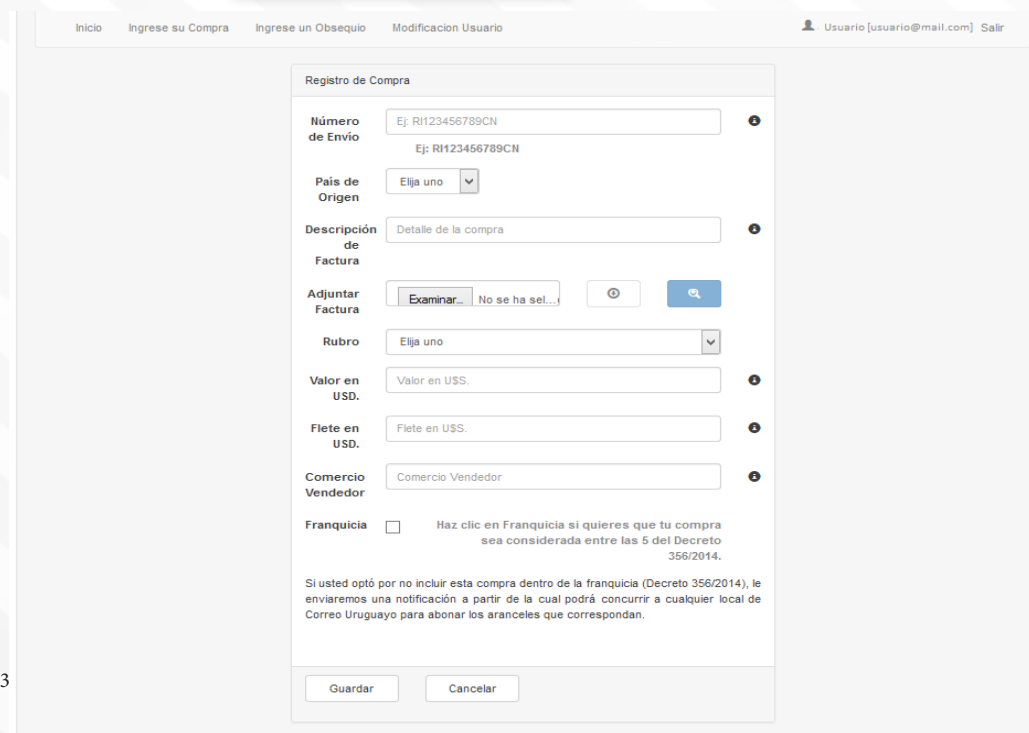 Inicio Ingrese su Compra Ingrese un Obsequio Modificacion Usuario Usuario [usuario@mail.com] Salir
Registro de Compra
Número de Envío
Ej: RI123456789CN
Ej: RI123456789CN
País de Origen
Elija uno
Descripción de Factura
Detalle de la compra
Adjuntar Factura
Examinar... No se ha sel...
Rubro
Elija uno
Valor en USD.
Valor en U$S.
Flete en USD.
Flete en U$S.
Comercio Vendedor
Comercio Vendedor
Franquicia
Haz clic en Franquicia si quieres que tu compra
sea considerada entre las 5 del Decreto
356/2014.
Si usted optó por no incluir esta compra dentro de la franquicia (Decreto 356/2014), le
enviaremos una notificación a partir de la cual podrá concurrir a cualquier local de
Correo Uruguayo para abonar los aranceles que correspondan.
3
Guardar Cancelar